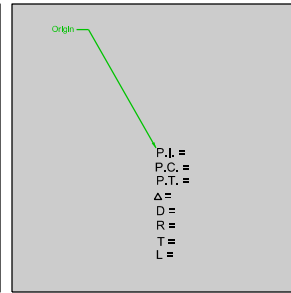 Origin
P.I. =
P.C. =
P.T. =
Δ =
D =
R =
T =
L =